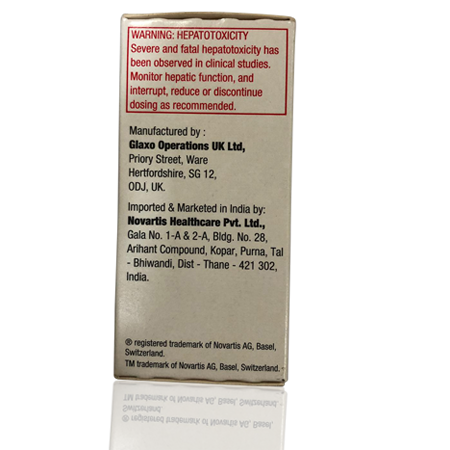 WARNING: HEPATOTOXICITY
Severe and fatal hepatotoxicity has
been observed in clinical studies.
Monitor hepatic function, and
interrupt, reduce or discontinue
dosing as recommended.
Manufactured by :
Glaxo Operations UK Ltd,
Priory Street, Ware
Hertfordshire, SG 12,
ODJ, UK.
Imported & Marketed in India by:
Novartis Healthcare Pvt. Ltd.,
Gala No. 1-A & 2-A, Bldg. No. 28,
Arihant Compound, Kopar, Purna, Tal
- Bhiwandi, Dist - Thane - 421 302,
India.
® registered trademark of Novartis AG, Basel,
Switzerland.
TM trademark of Novartis AG, Basel, Switzerland.